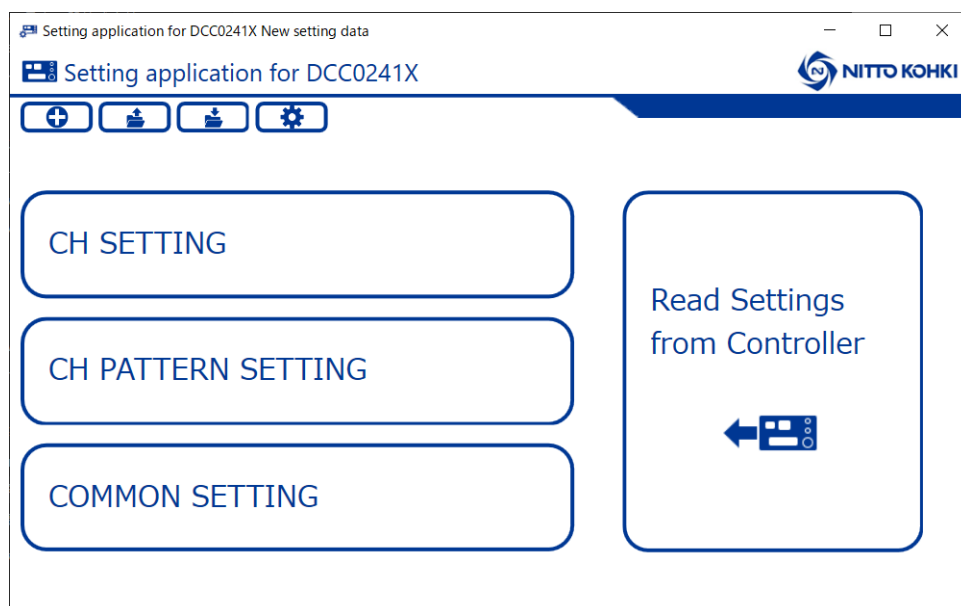 Setting application for DCC0241X New setting data
Setting application for DCC0241X
NITTO KOHKI
CH SETTING
CH PATTERN SETTING
COMMON SETTING
Read Settings
from Controller